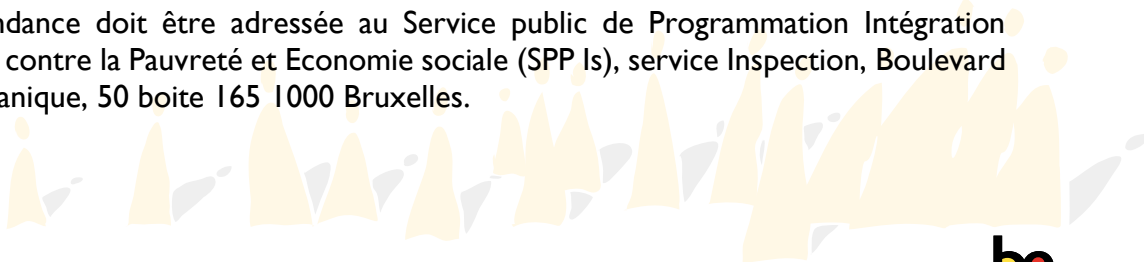 ndance doit être adressée au Service public de Programmation Intégration
contre la Pauvreté et Economie sociale (SPP Is), service Inspection, Boulevard
anique, 50 boite 165 1000 Bruxelles.
be